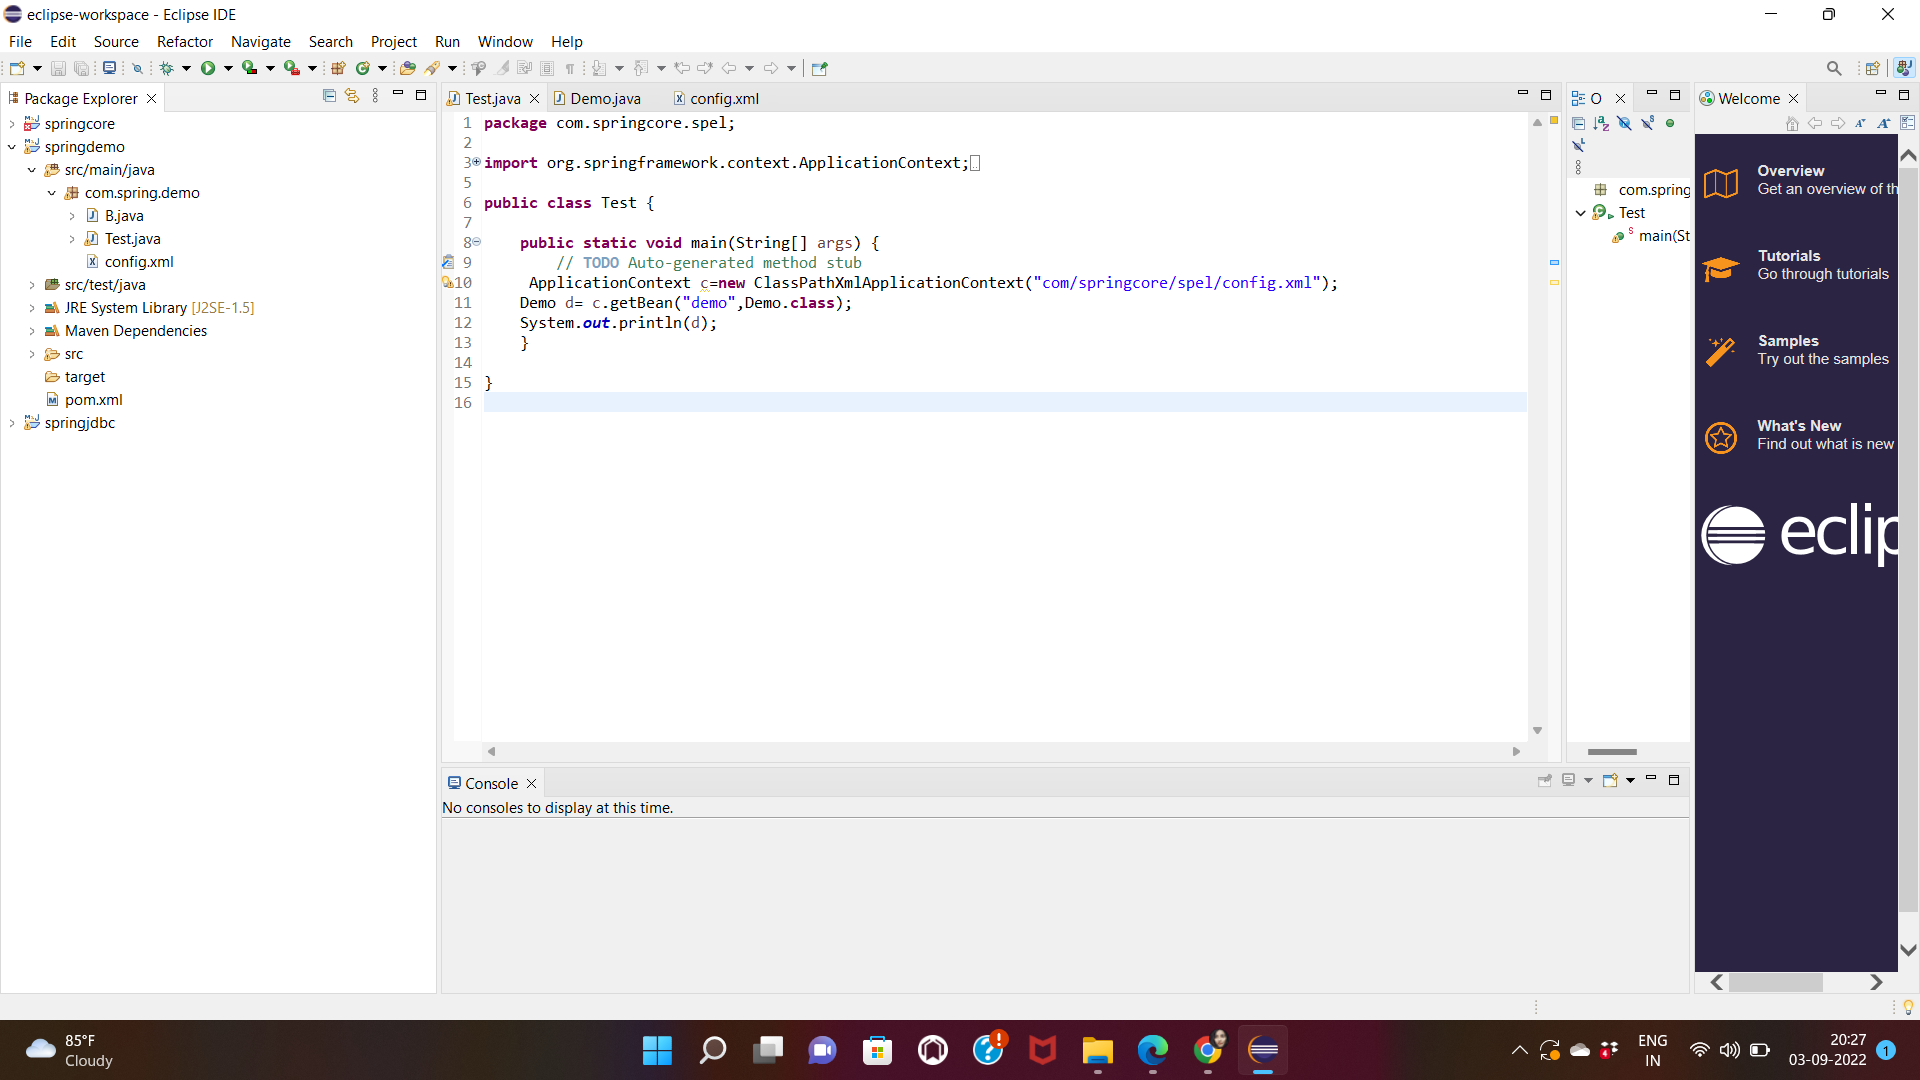 eclipse-workspace - Eclipse IDE
File Edit Source Refactor Navigate Search Project Run Window Help
Package Explorer
springcore
springdemo
src/main/java
com.spring.demo
B.java
Test.java
config.xml
src/test/java
JRE System Library [J2SE-1.5]
Maven Dependencies
src
target
pom.xml
springjdbc
Test.java Demo.java config.xml
1 package com.springcore.spel;
2
3 import org.springframework.context.ApplicationContext;
5
6 public class Test {
7
8 public static void main(String[] args) {
9 // TODO Auto-generated method stub
10 ApplicationContext c=new ClassPathXmlApplicationContext("com/springcore/spel/config.xml");
11 Demo d= c.getBean("demo",Demo.class);
12 System.out.println(d);
13 }
14
15 }
16
Console
No consoles to display at this time.
O
com.spring
Test
main(St
Welcome
Overview
Get an overview of th
Tutorials
Go through tutorials
Samples
Try out the samples
What's New
Find out what is new
eclip
85°F
Cloudy
ENG
IN
20:27
03-09-2022
1